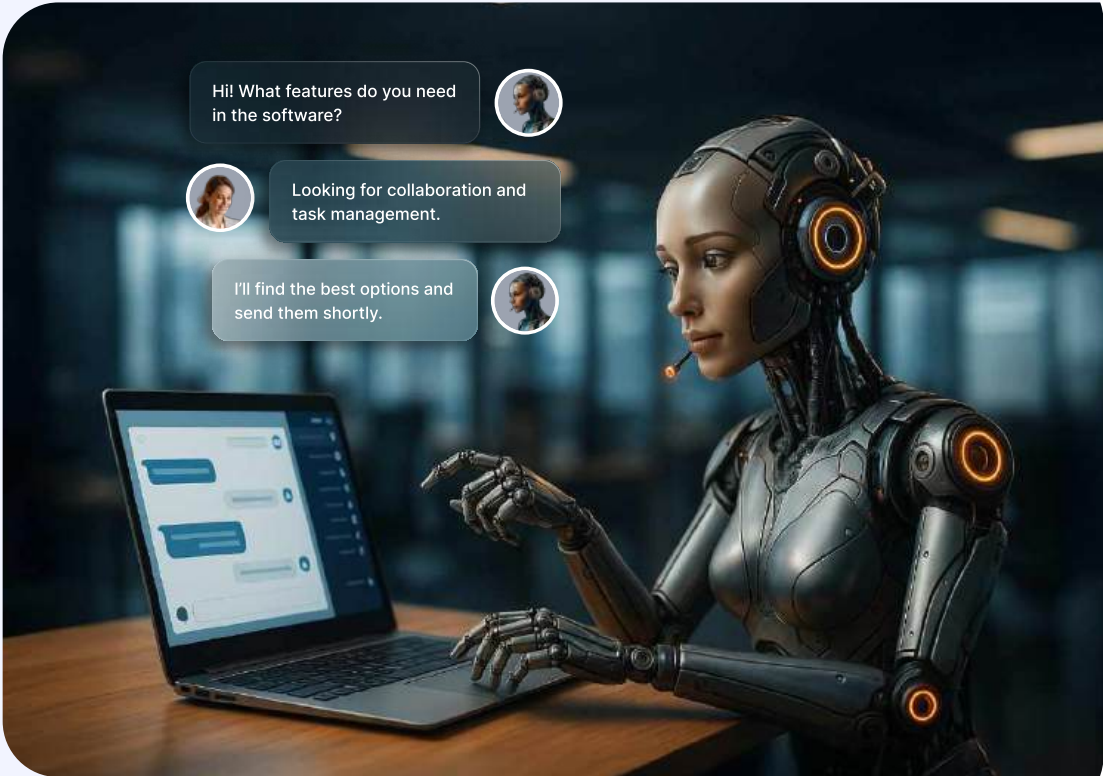 Hi! What features do you need
in the software?
Looking for collaboration and
task management.
I'll find the best options and
send them shortly.